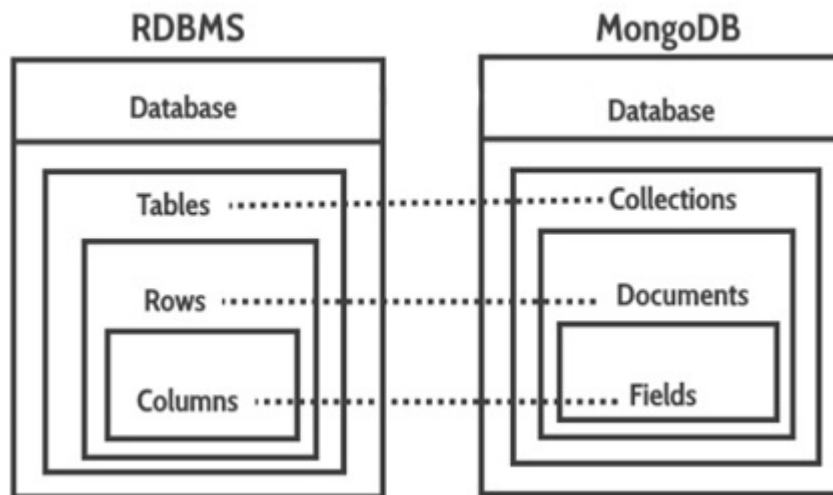 RDBMS
Database
Tables
Rows
Columns
MongoDB
Database
Collections
Documents
Fields